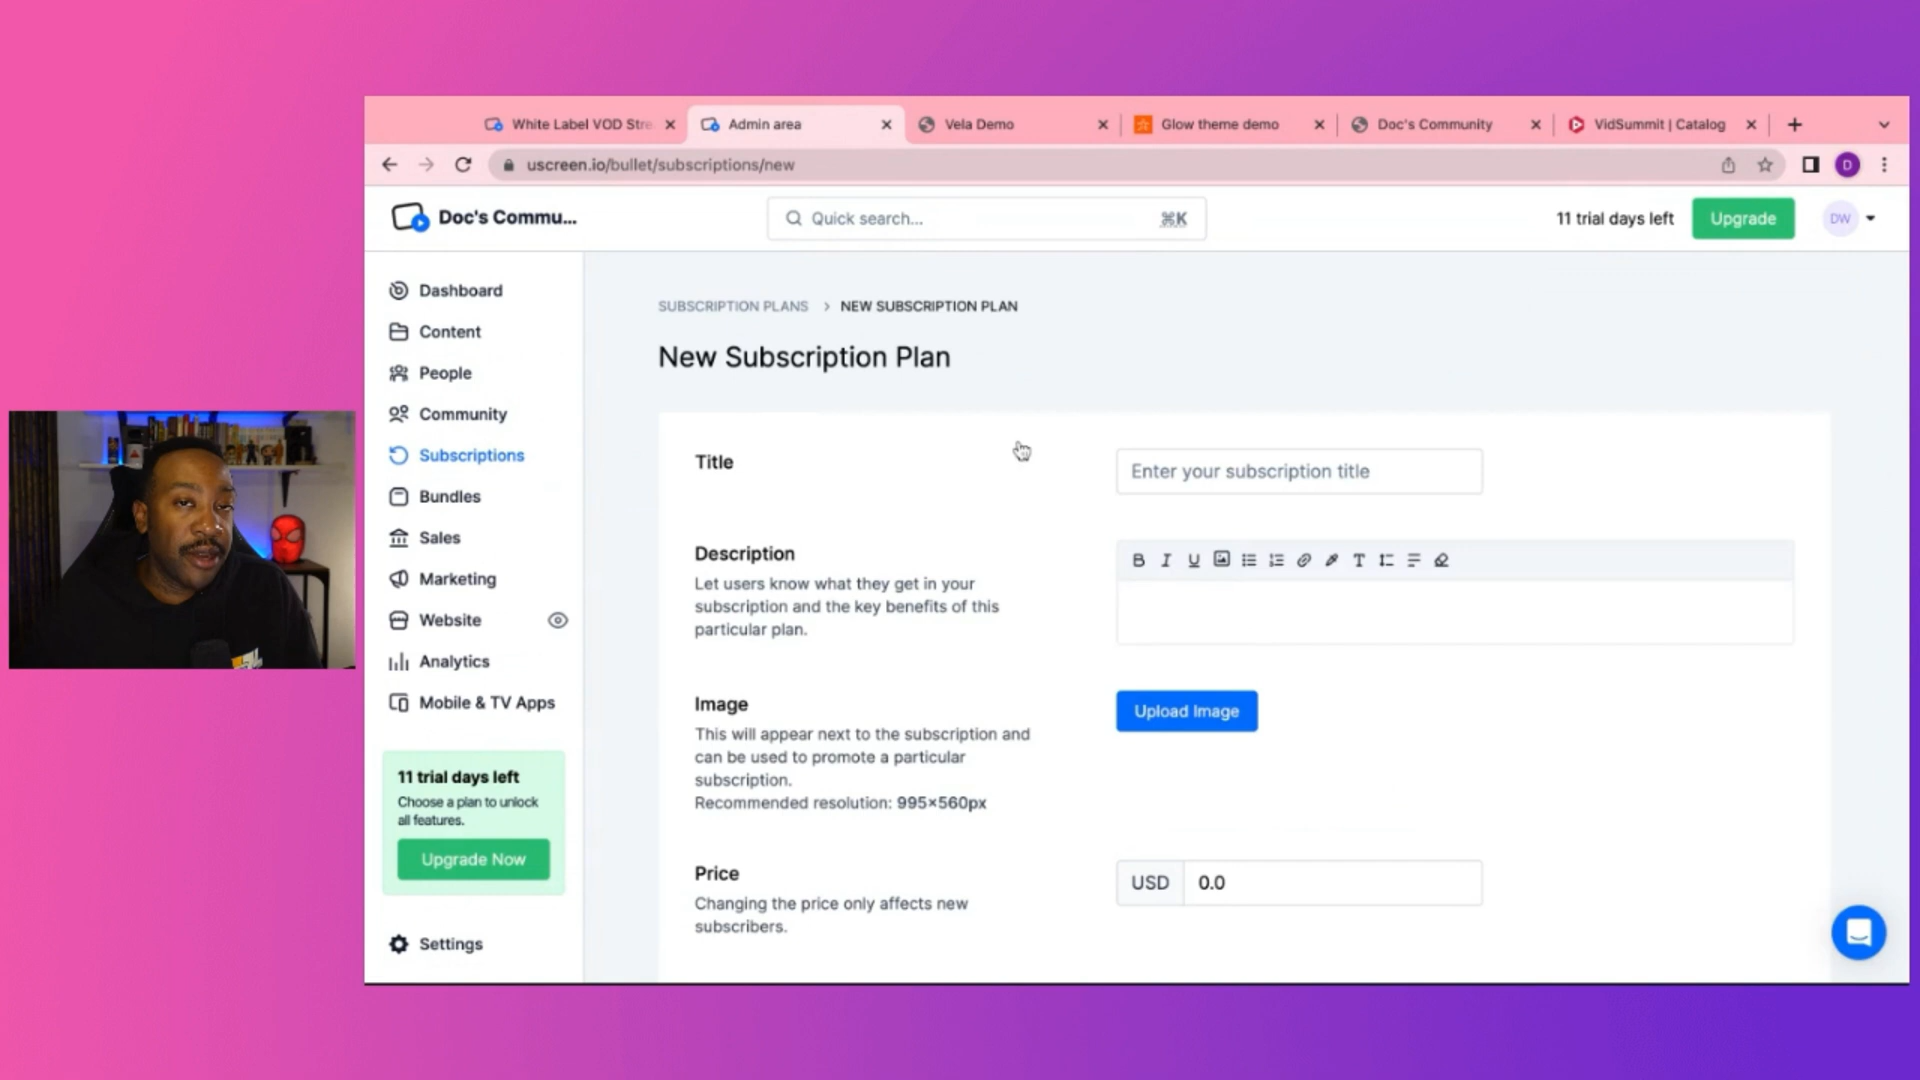 White Label VOD Stre
Admin area
Vela Demo
Glow theme demo
Doc's Community
VidSummit | Catalog
uscreen.io/bullet/subscriptions/new
D
Doc's Commu...
Quick search...
⌘K
11 trial days left
Upgrade
DW
Dashboard
Content
People
Community
Subscriptions
Bundles
Sales
Marketing
Website
Analytics
Mobile & TV Apps
11 trial days left
Choose a plan to unlock
all features.
Upgrade Now
Settings
SUBSCRIPTION PLANS > NEW SUBSCRIPTION PLAN
New Subscription Plan
Title
Enter your subscription title
Description
Let users know what they get in your
subscription and the key benefits of this
particular plan.
B I U
T
Image
This will appear next to the subscription and
can be used to promote a particular
subscription.
Recommended resolution: 995×560px
Upload Image
Price
Changing the price only affects new
subscribers.
USD 0.0